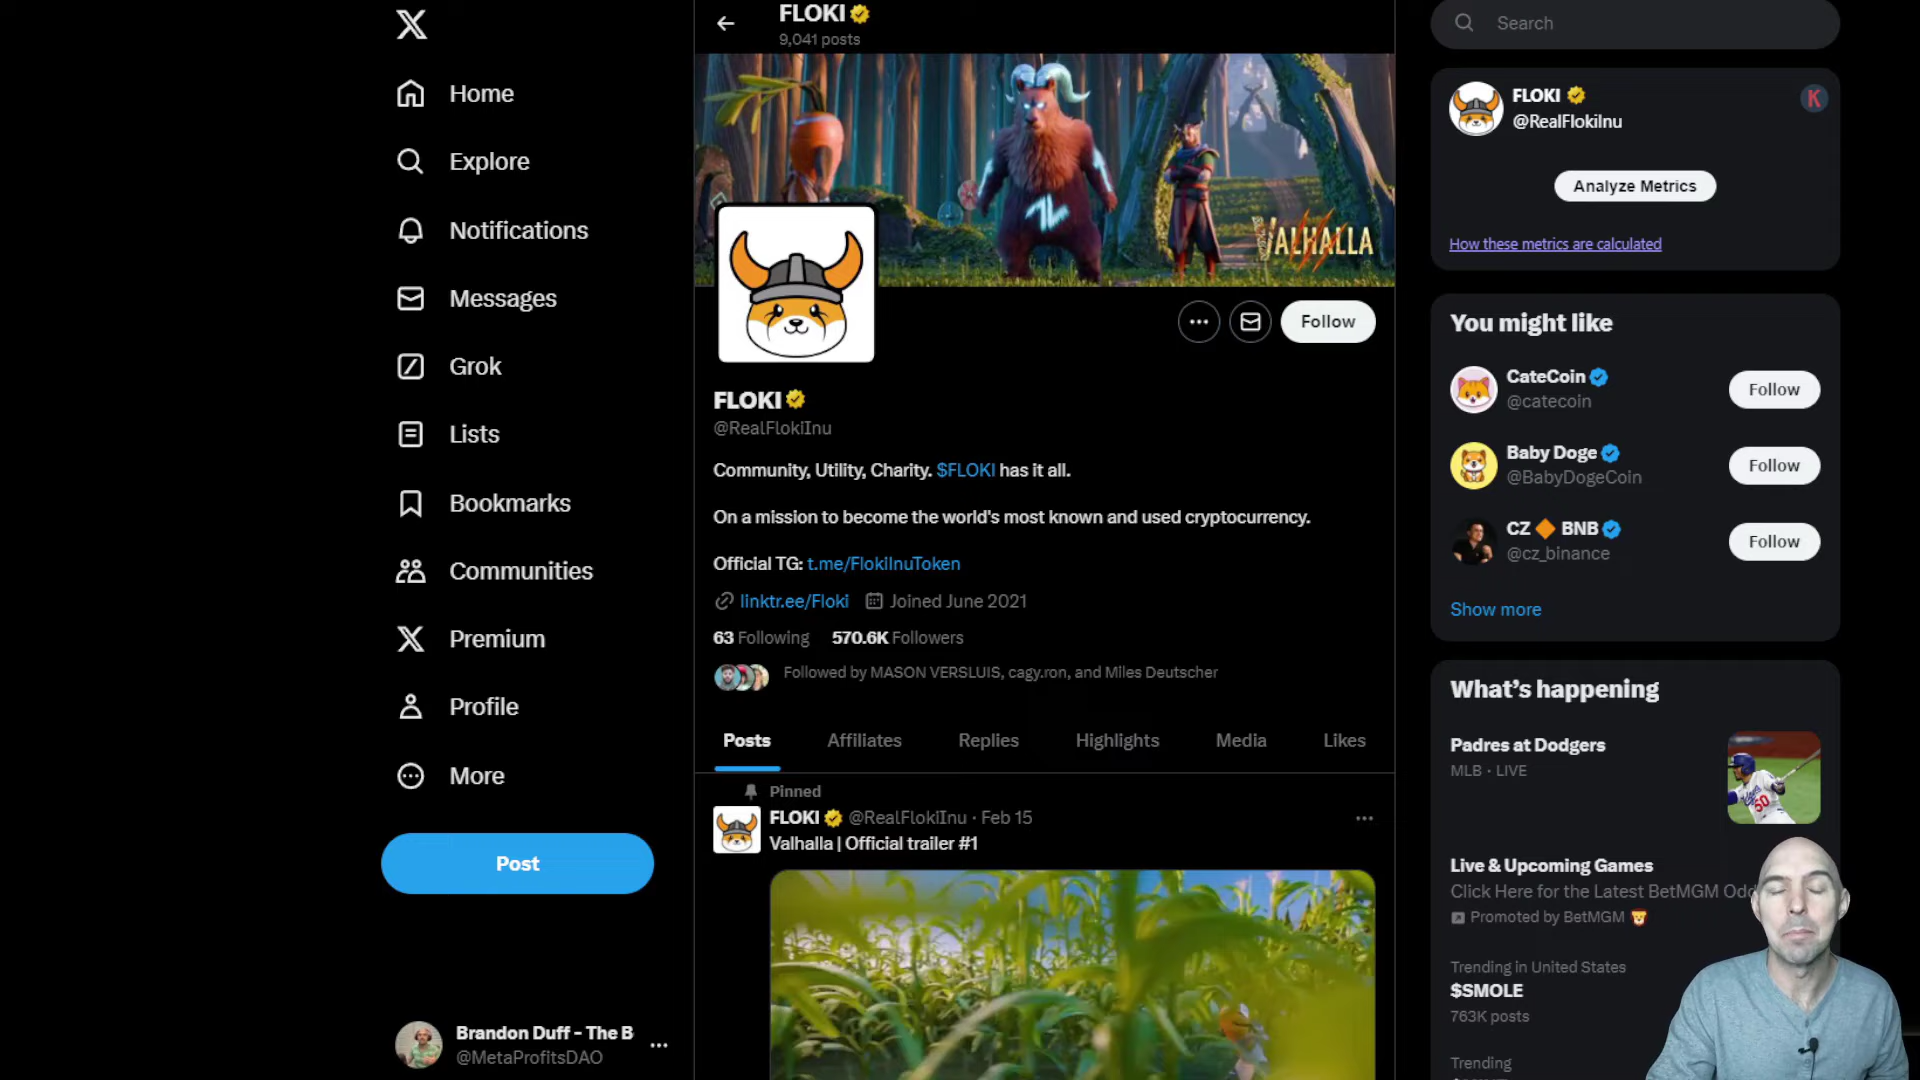 Home
Explore
Notifications
Messages
Grok
Lists
Bookmarks
Communities
Premium
Profile
More
Post
Brandon Duff - The B
@MetaProfitsDAO
FLOKI
9,041 posts
VALHALLA
Follow
FLOKI
@RealFlokiInu
Community, Utility, Charity. $FLOKI has it all.
On a mission to become the world's most known and used cryptocurrency.
Official TG: t.me/FlokiInuToken
linktr.ee/Floki Joined June 2021
63 Following 570.6K Followers
Followed by MASON VERSLUIS, cagy.ron, and Miles Deutscher
Posts Affiliates Replies Highlights Media Likes
Pinned
FLOKI @RealFlokiInu · Feb 15
Valhalla | Official trailer #1
Search
FLOKI
@RealFlokiInu
K
Analyze Metrics
How these metrics are calculated
You might like
CateCoin
@catecoin
Follow
Baby Doge
@BabyDogeCoin
Follow
CZ BNB
@cz_binance
Follow
Show more
What's happening
Padres at Dodgers
MLB · LIVE
50
Live & Upcoming Games
Click Here for the Latest BetMGM
Promoted by BetMGM
Trending in United States
$SMOLE
763K posts
Trending